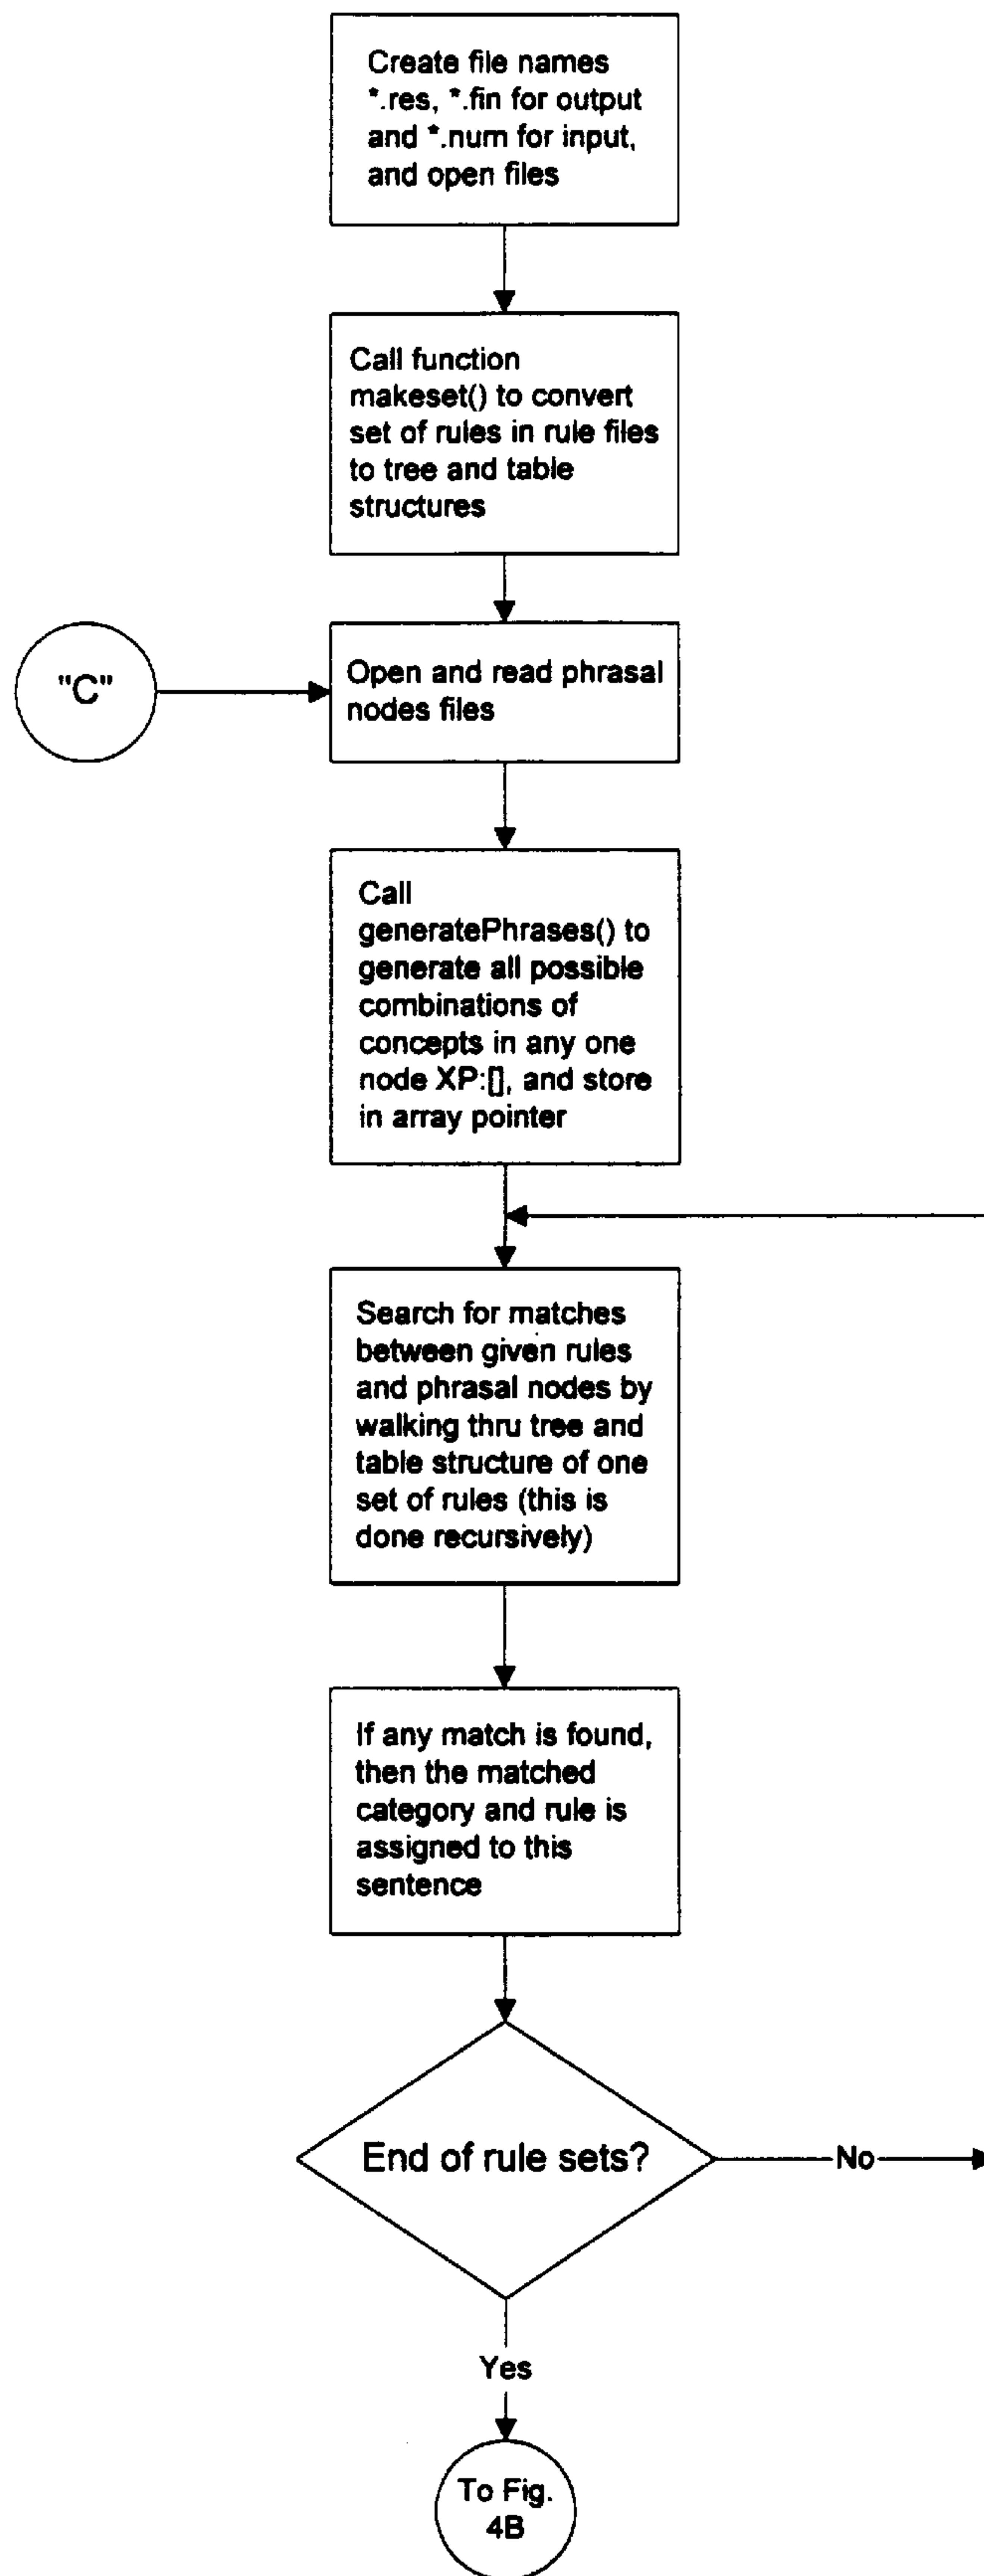 Create file names
*.res, *.fin for output
and *.num for input,
and open files
Call function
makeset() to convert
set of rules in rule files
to tree and table
structures
"C"
Open and read phrasal
nodes files
Call
generatePhrases() to
generate all possible
combinations of
concepts in any one
node XP:[], and store
in array pointer
Search for matches
between given rules
and phrasal nodes by
walking thru tree and
table structure of one
set of rules (this is
done recursively)
If any match is found,
then the matched
category and rule is
assigned to this
sentence
End of rule sets?
No
Yes
To Fig.
4B